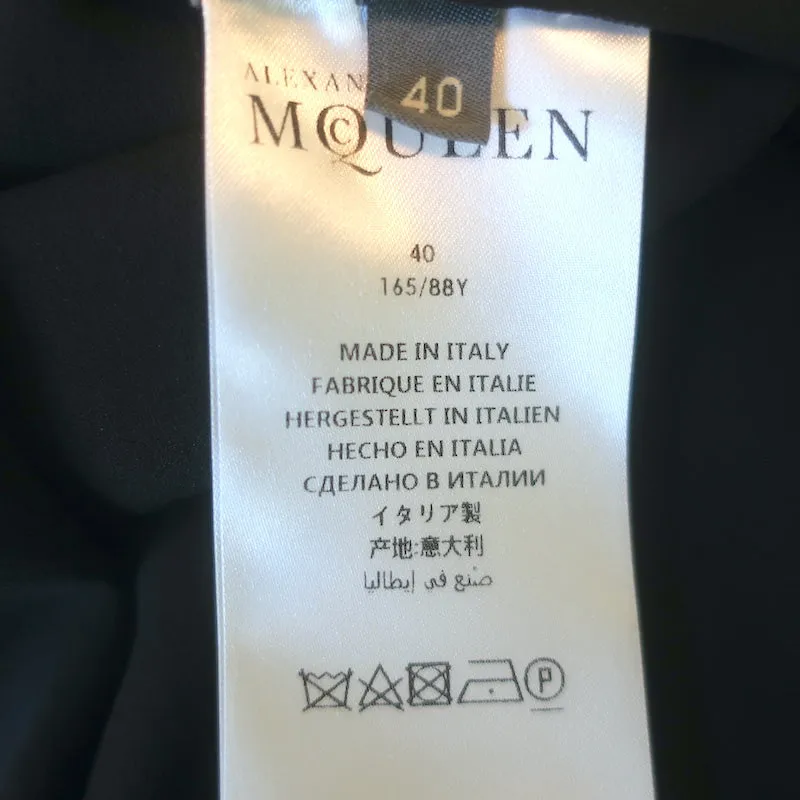 ALEXAN
MCQUEEN
40
40
165/88Y
MADE IN ITALY
FABRIQUE EN ITALIE
HERGESTELLT IN ITALIEN
HECHO EN ITALIA
СДЕЛАНО В ИТАЛИИ
イタリア製
产地:意大利
صنع في إيطاليا
P